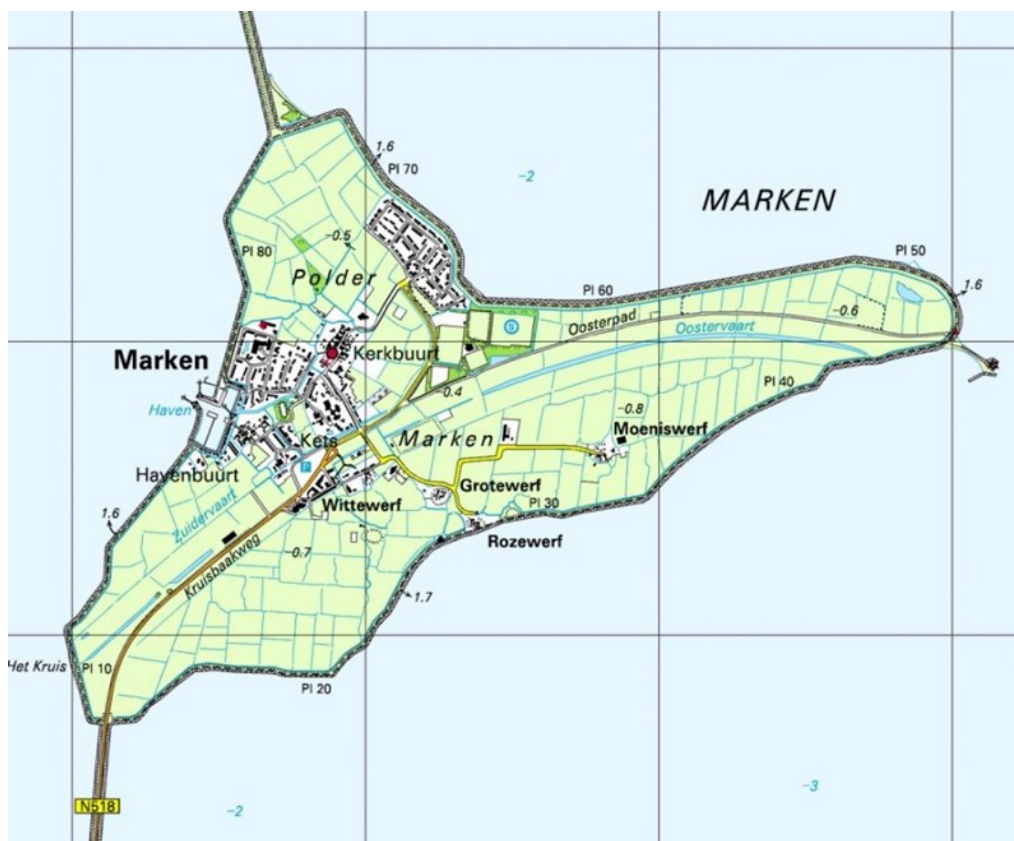 1.6
Pl 70
-2
MARKEN
-0.5
Pl 80
Pl 50
Polder
1.6
Pl 60
-0.6
Oosterpad
Oostervaart
Marken
Kerkbuurt
Pl 40
-0.4
Haven
-0.8
Moeniswerf
Kets
Marken
P
Havenbuurt
Grotewerf
Wittewerf
Pl 30
1.6
Zuidervaart
Rozewerf
-0.7
Kruisbaakweg
1.7
Het Kruis
Pl 10
Pl 20
N518
-2
-3